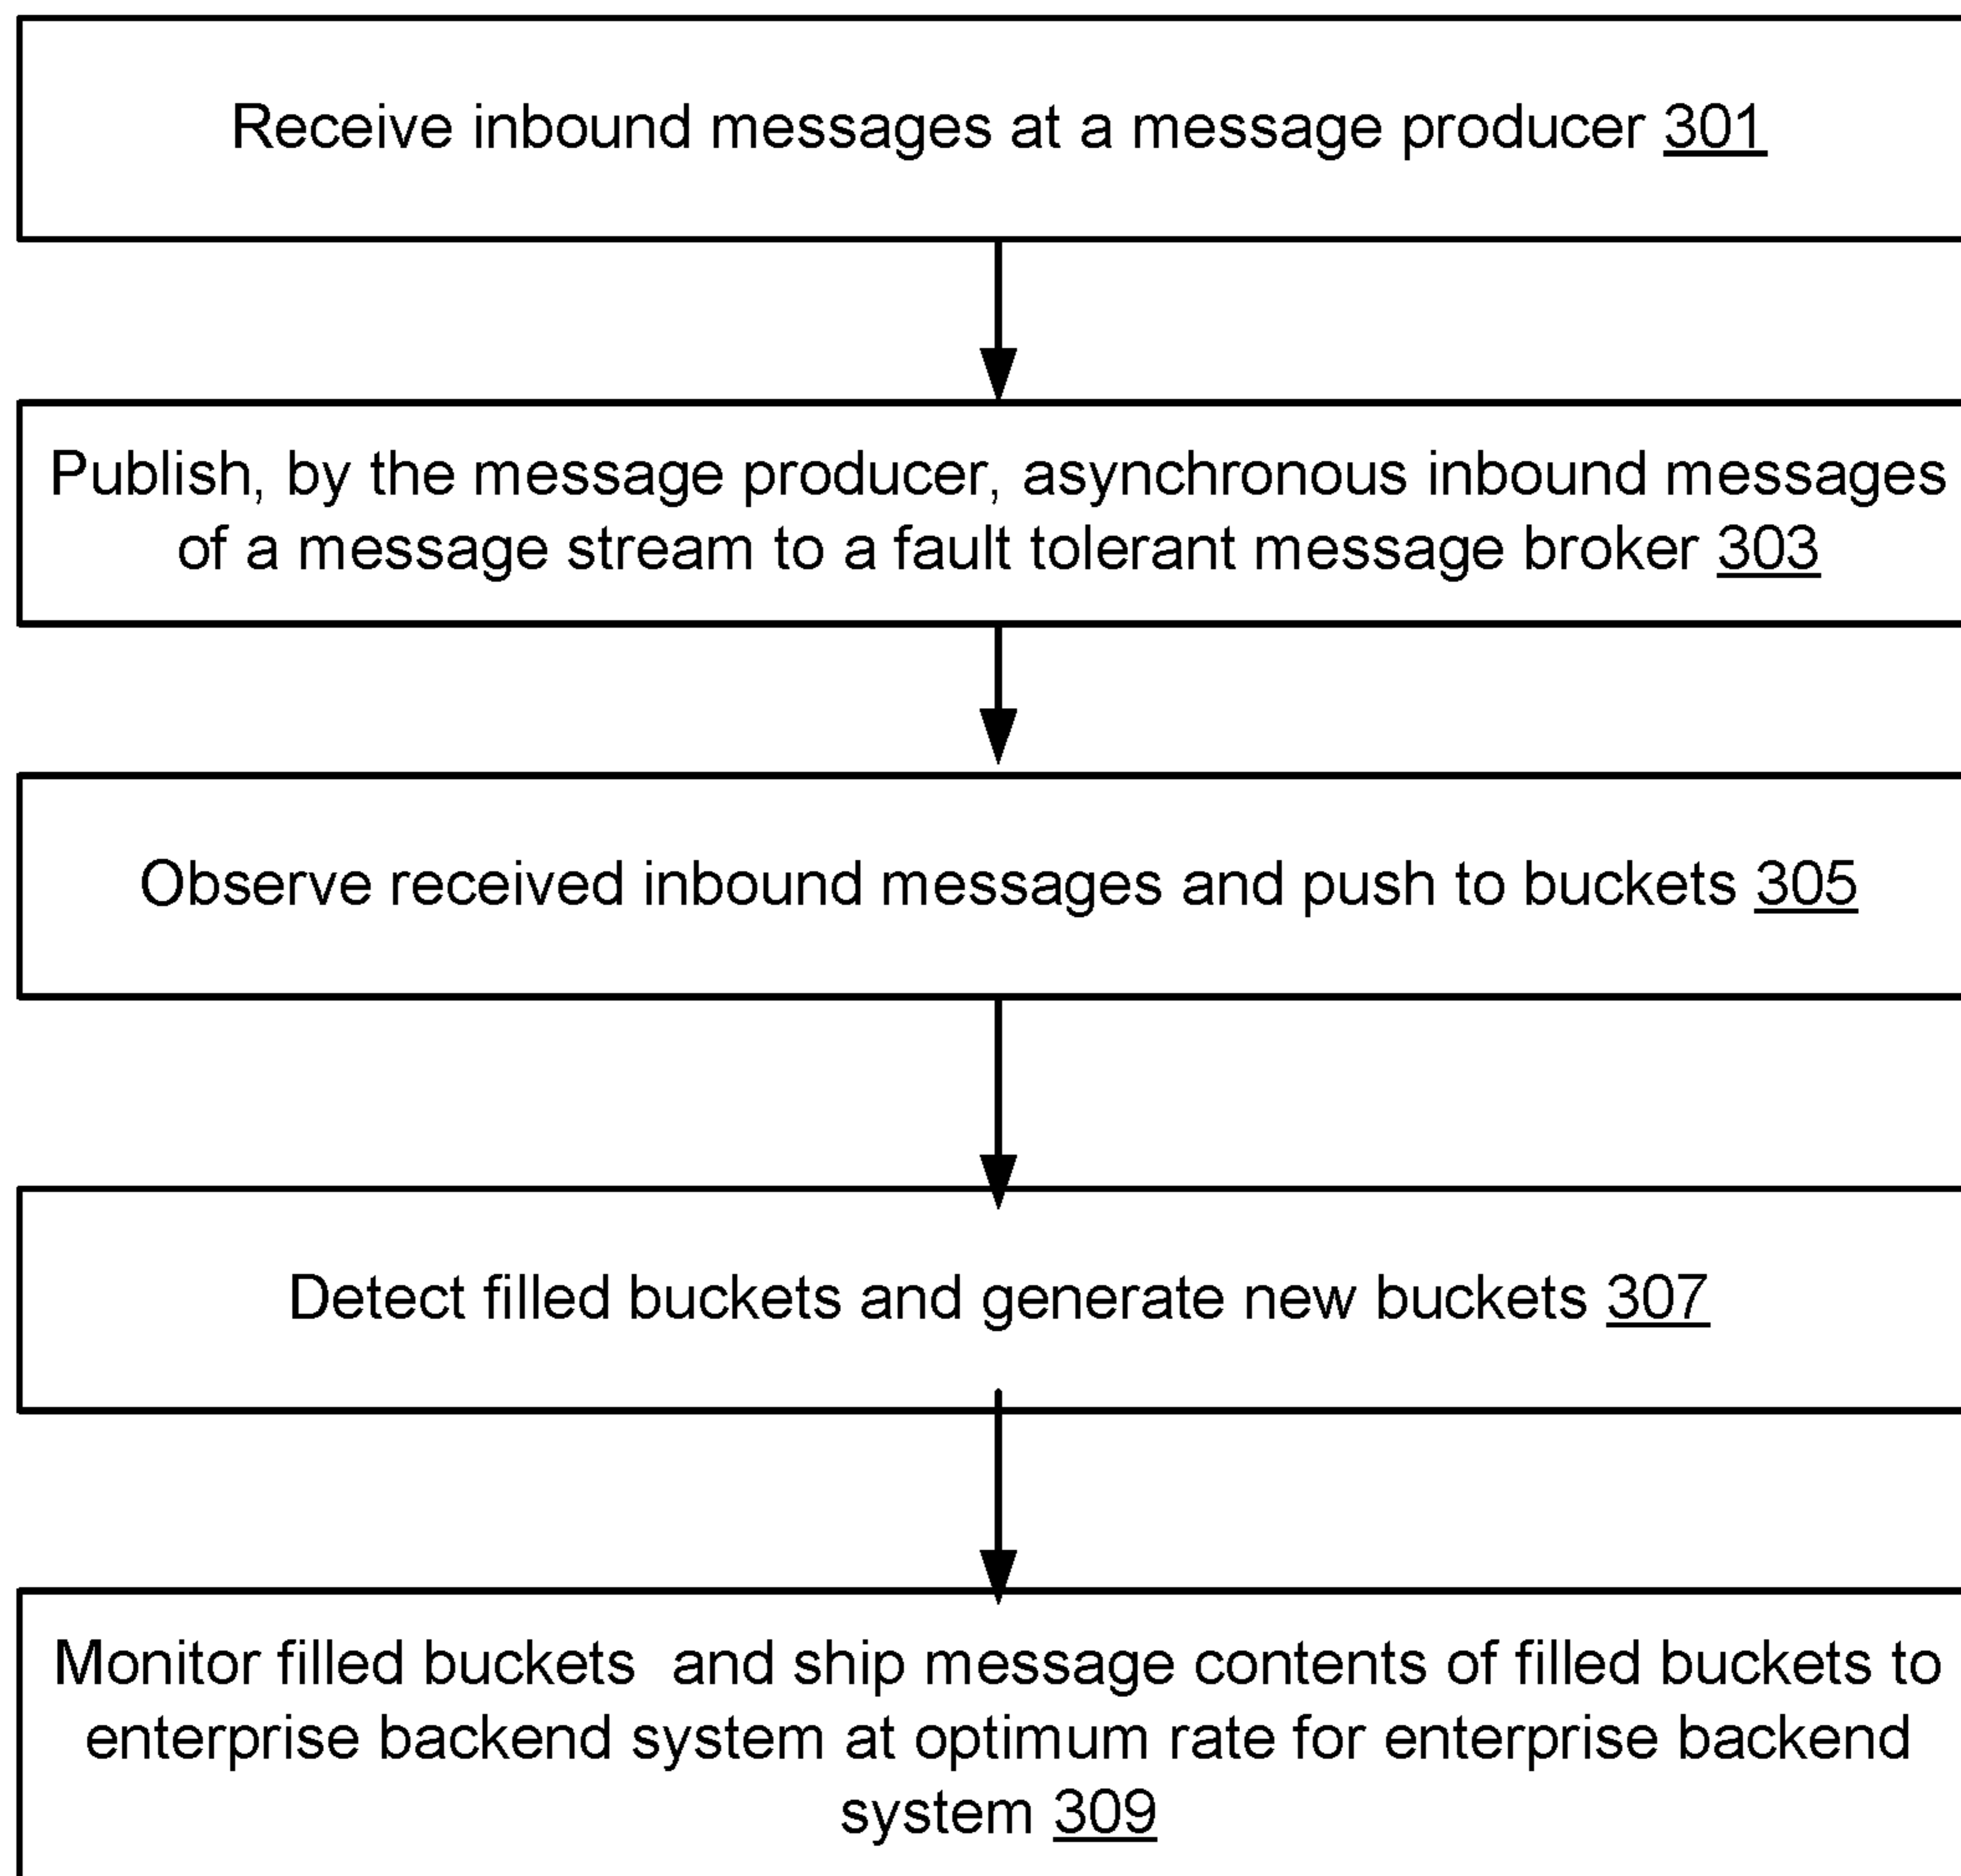 Receive inbound messages at a message producer 301
Publish, by the message producer, asynchronous inbound messages
of a message stream to a fault tolerant message broker 303
Observe received inbound messages and push to buckets 305
Detect filled buckets and generate new buckets 307
Monitor filled buckets  and ship message contents of filled buckets to
enterprise backend system at optimum rate for enterprise backend
system 309